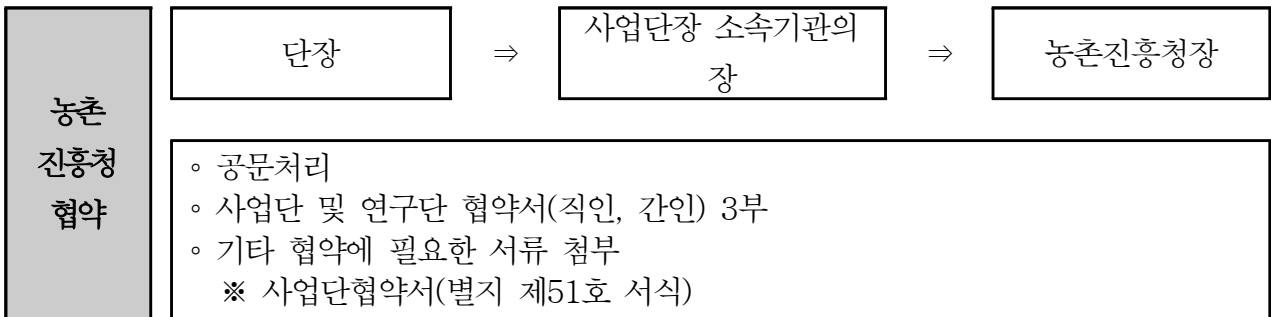 농촌
진흥청
협약
단장 ⇒ 사업단장 소속기관의
장 ⇒ 농촌진흥청장
◦ 공문처리
◦ 사업단 및 연구단 협약서(직인, 간인) 3부
◦ 기타 협약에 필요한 서류 첨부
※ 사업단협약서(별지 제51호 서식)